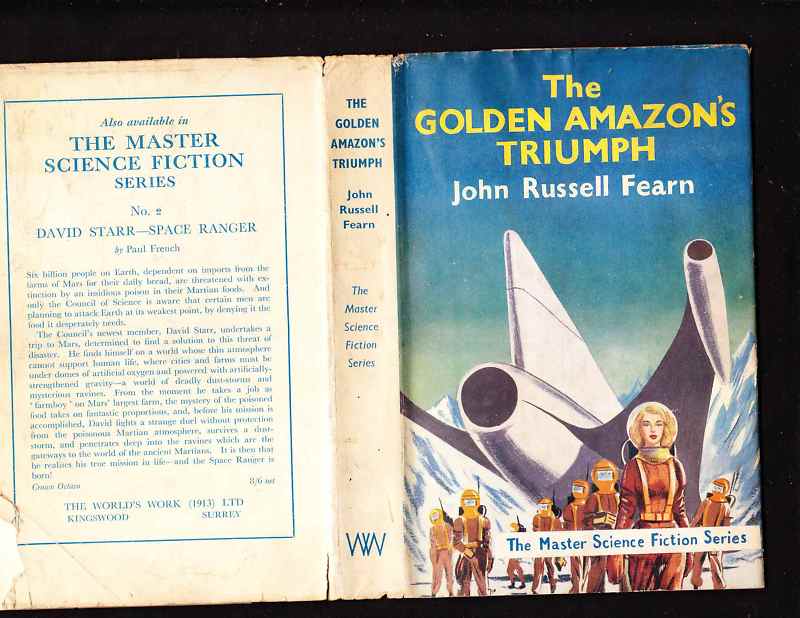 Also available in
THE MASTER
SCIENCE FICTION
SERIES
No. 2
DAVID STARR—SPACE RANGER
by Paul French
Six billion people on Earth, dependent on imports from the
farms of Mars for their daily bread, are threatened with ex-
tinction by an insidious poison in their Martian foods. And
only the Council of Science is aware that certain men are
planning to attack Earth at its weakest point, by denying it the
food it desperately needs.
The Council's newest member, David Starr, undertakes a
trip to Mars, determined to find a solution to this threat of
disaster. He finds himself on a world whose thin atmosphere
cannot support human life, where cities and farms must be
under domes of artificial oxygen and powered with artificially-
strengthened gravity—a world of deadly dust-storms and
mysterious ravines. From the moment he takes a job as
'farmboy' on Mars' largest farm, the mystery of the poisoned
food takes on fantastic proportions, and, before his mission is
accomplished, David fights a strange duel without protection
from the poisonous Martian atmosphere, survives a dust-
storm, and penetrates deep into the ravines which are the
gateways to the world of the ancient Martians. It is then that
he realizes his true mission in life—and the Space Ranger is
born!
Crown Octavo 8/6 net
THE WORLD'S WORK (1913) LTD
KINGSWOOD SURREY
THE
GOLDEN
AMAZON'S
TRIUMPH
John
Russell
Fearn
The
Master
Science
Fiction
Series
WW
The
GOLDEN AMAZON'S
TRIUMPH
John Russell Fearn
The Master Science Fiction Series